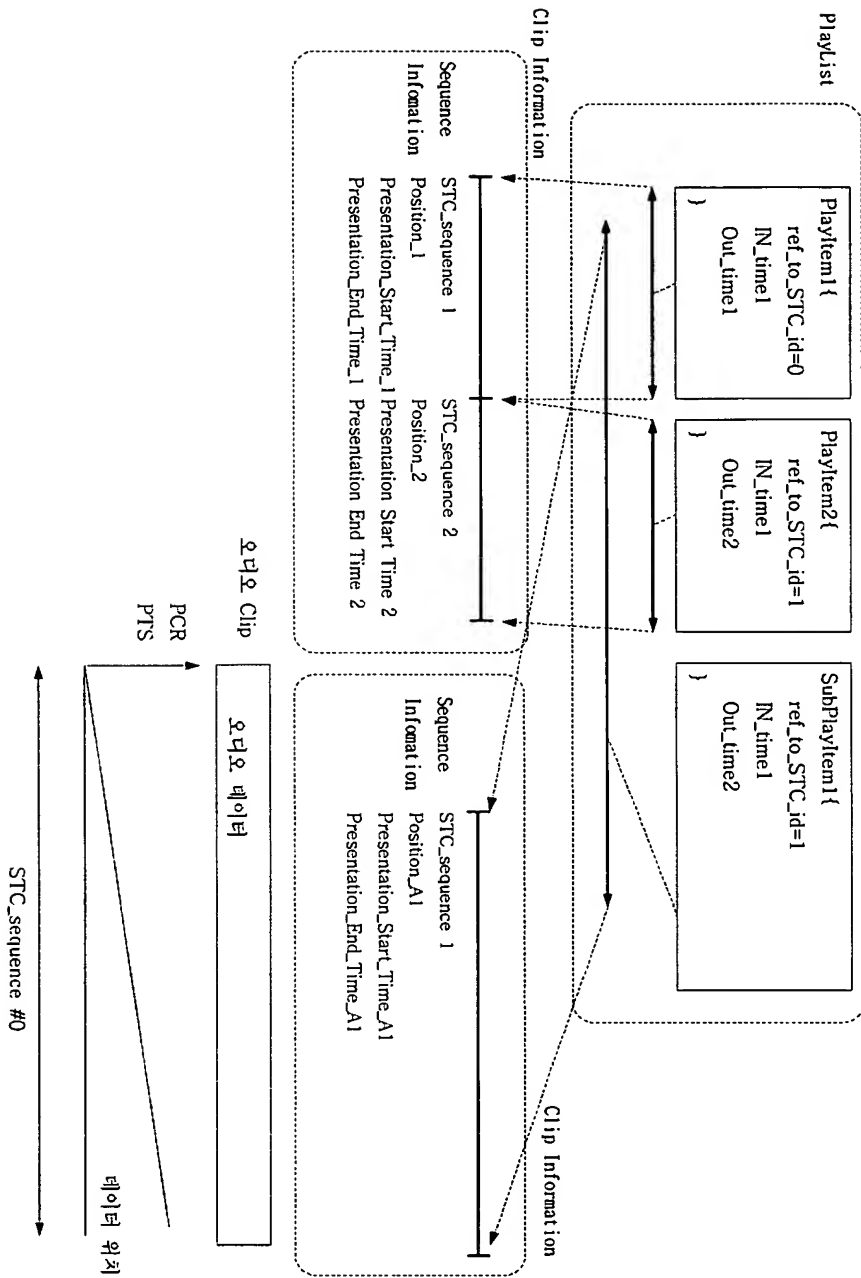 PlayList
PlayItem1{
ref_to_STC_id=0
IN_time1
Out_time1
}
PlayItem2{
ref_to_STC_id=1
IN_time1
Out_time2
}
SubPlayItem1{
ref_to_STC_id=1
IN_time1
Out_time2
}
Clip Information
Sequence
Infomation
STC_sequence 1
Position_1
Presentation_Start_Time_1
Presentation_End_Time_1
STC_sequence 2
Position_2
Presentation Start Time 2
Presentation End Time 2
Clip Information
Sequence
Infomation
STC_sequence 1
Position_A1
Presentation_Start_Time_A1
Presentation_End_Time_A1
오디오 Clip
오디오 데이터
PCR
PTS
데이터 위치
STC_sequence #0